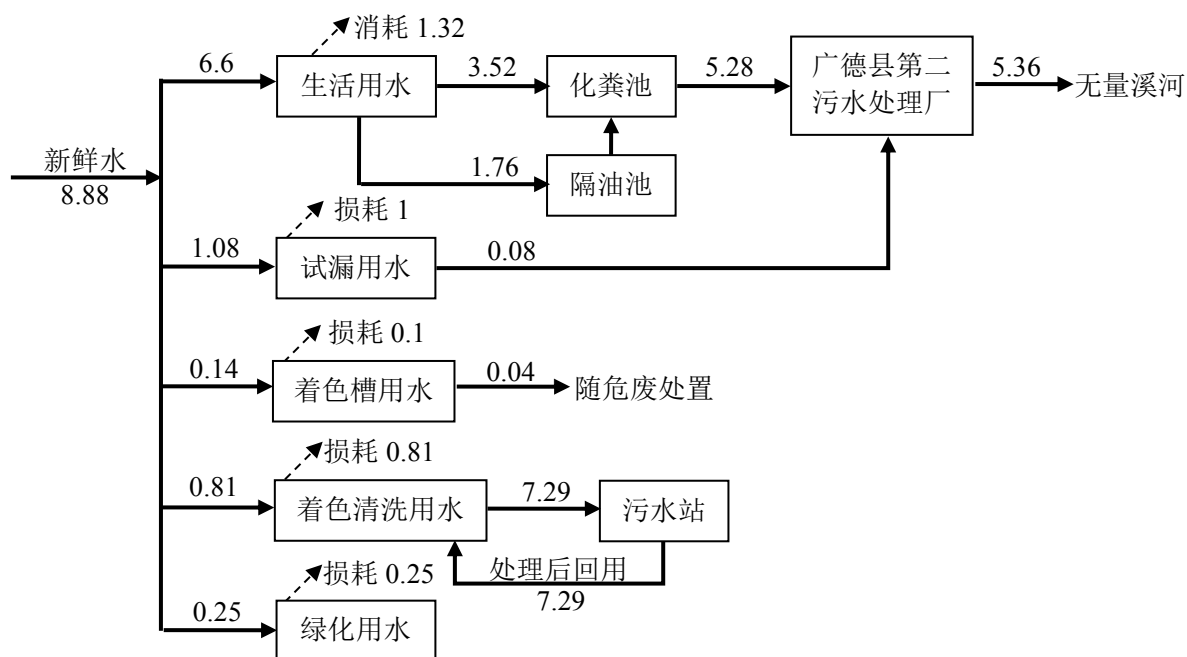 消耗 1.32
6.6
生活用水
3.52
化粪池
5.28
广德县第二
污水处理厂
5.36
无量溪河
新鲜水
8.88
1.76
隔油池
损耗 1
1.08
试漏用水
0.08
损耗 0.1
0.14
着色槽用水
0.04
随危废处置
损耗 0.81
0.81
着色清洗用水
7.29
污水站
处理后回用
7.29
损耗 0.25
0.25
绿化用水